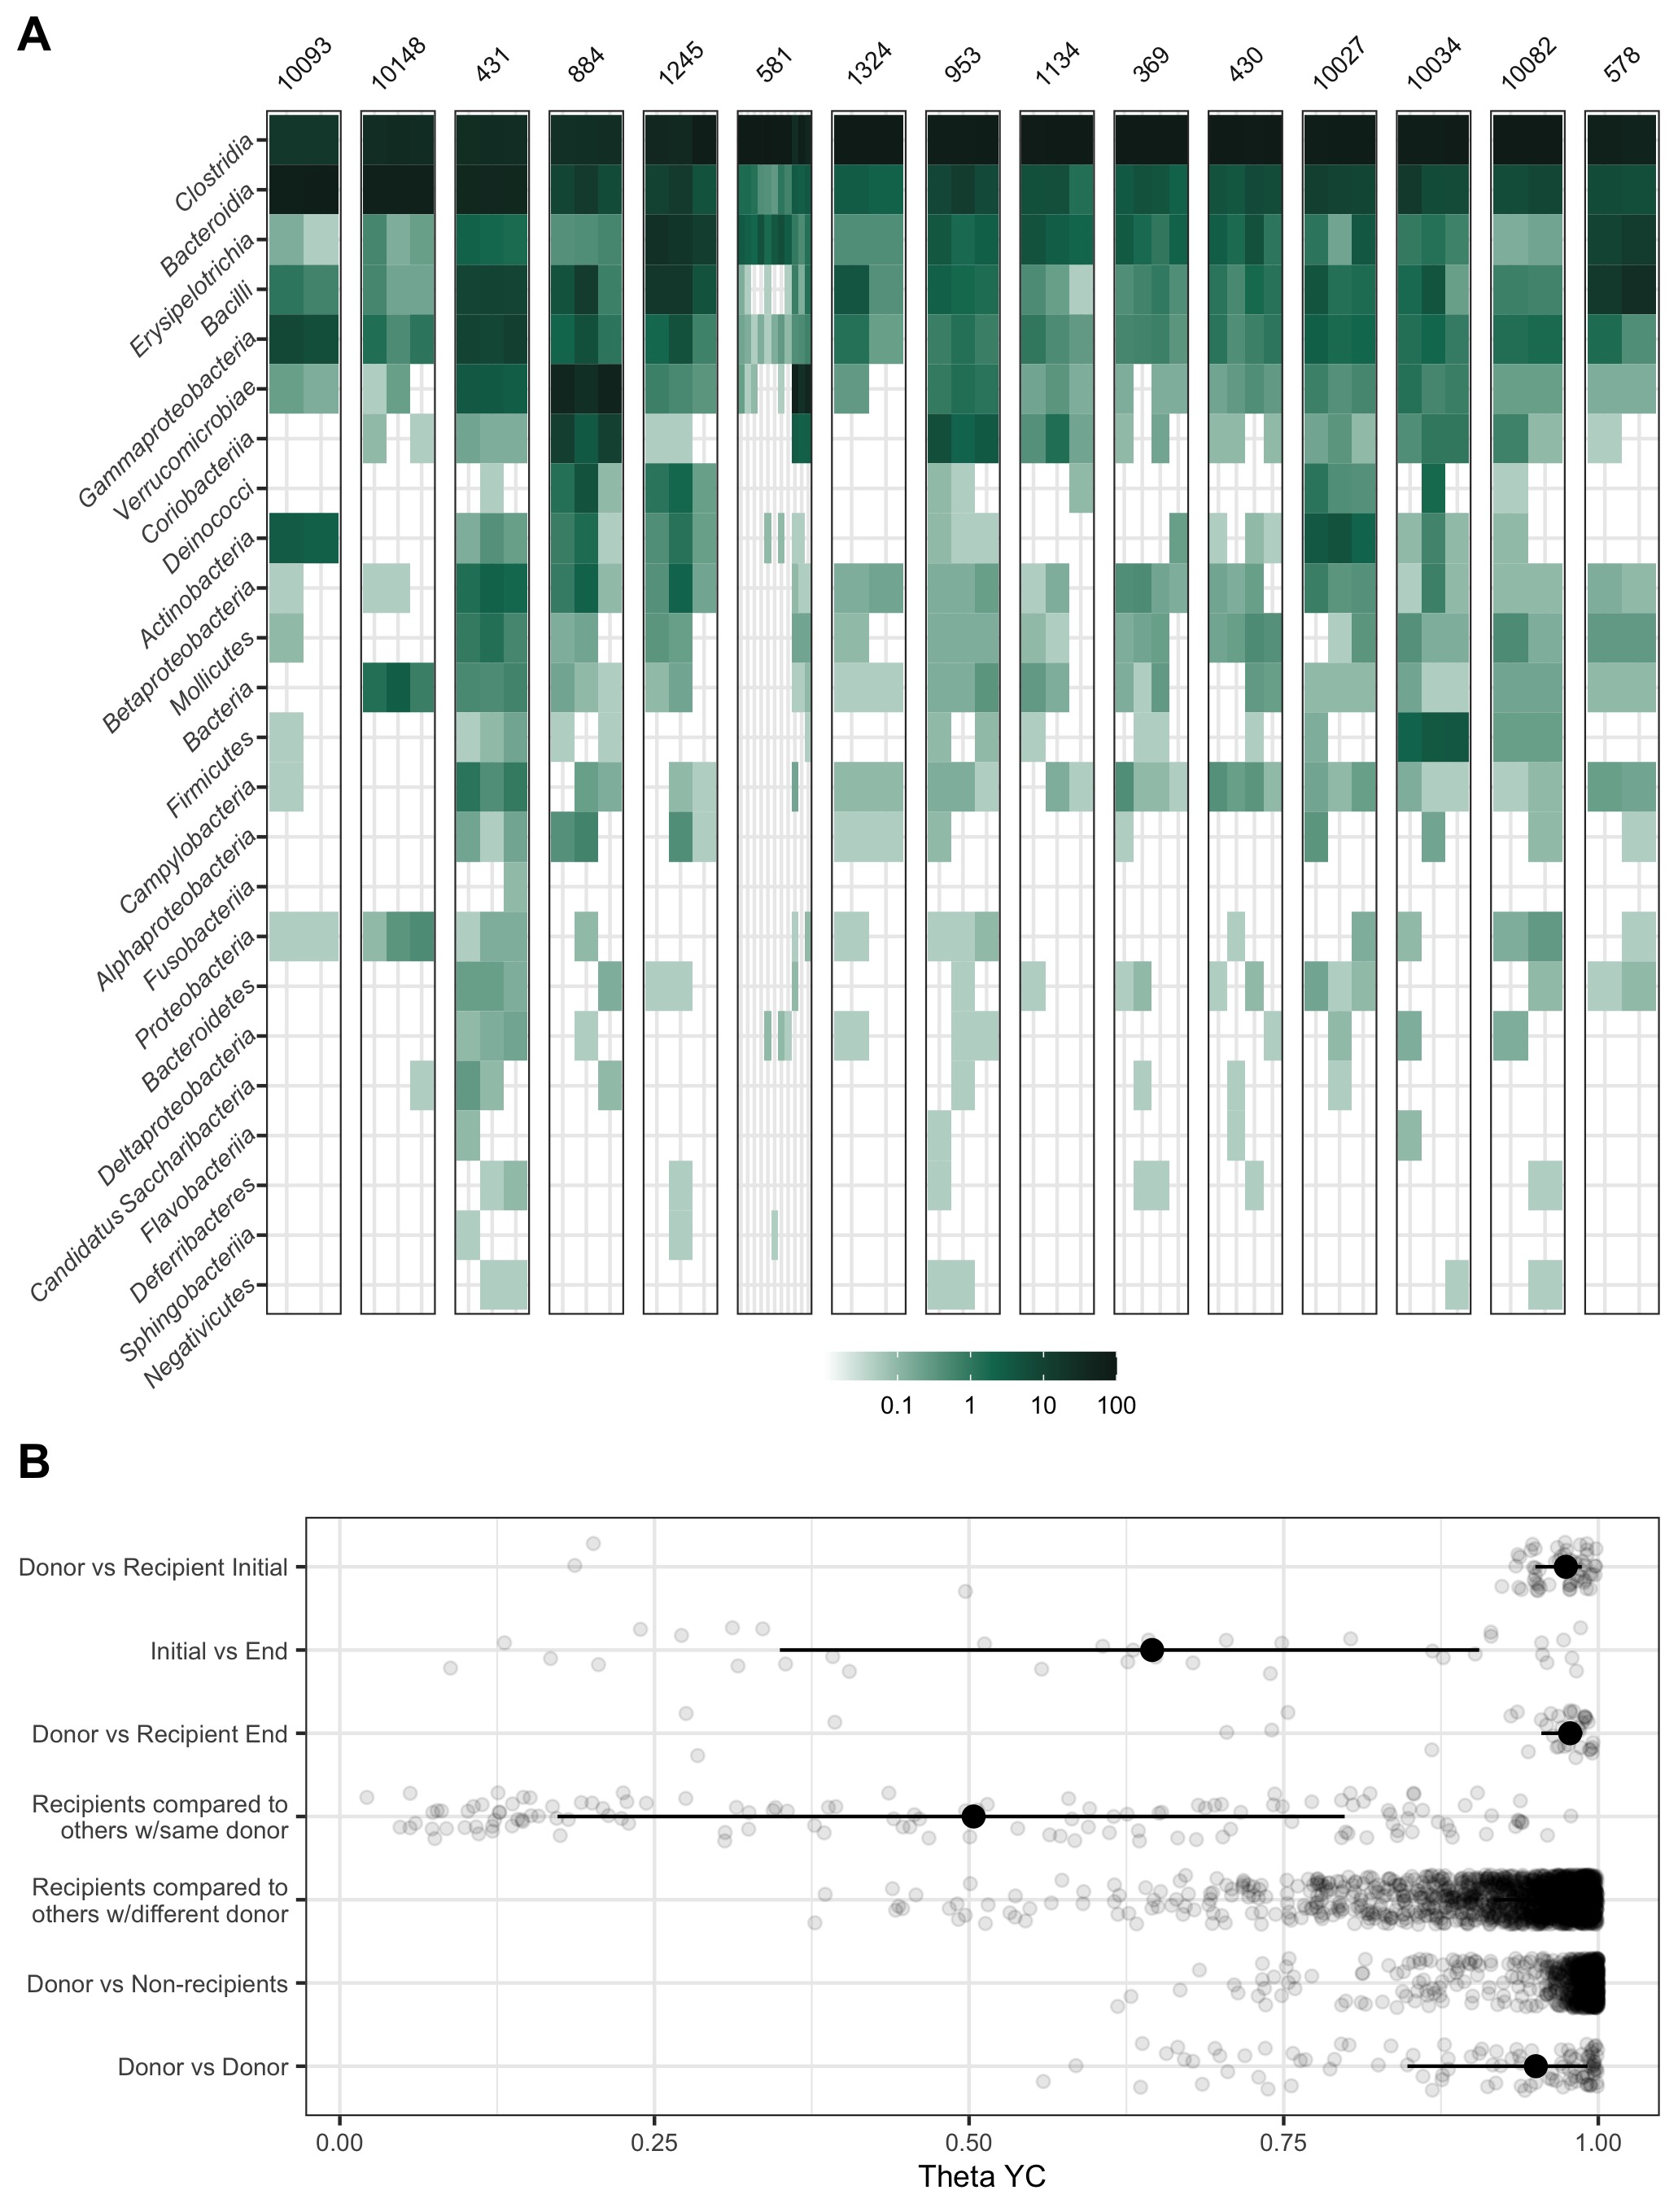 A
10093 10148 431 884 1245 581 1324 953 1134 369 430 10027 10034 10082 578
Clostridia
Bacteroidia
Erysipelotrichia
Bacilli
Gammaproteobacteria
Verrucomicrobiae
Coriobacteriia
Deinococci
Actinobacteria
Betaproteobacteria
Mollicutes
Bacteria
Firmicutes
Campylobacteria
Alphaproteobacteria
Fusobacteriia
Proteobacteria
Bacteroidetes
Deltaproteobacteria
Candidatus Saccharibacteria
Flavobacteriia
Deferribacteres
Sphingobacteriia
Negativicutes
0.1 1 10 100
B
Donor vs Recipient Initial
Initial vs End
Donor vs Recipient End
Recipients compared to
others w/same donor
Recipients compared to
others w/different donor
Donor vs Non-recipients
Donor vs Donor
0.00 0.25 0.50 0.75 1.00
Theta YC